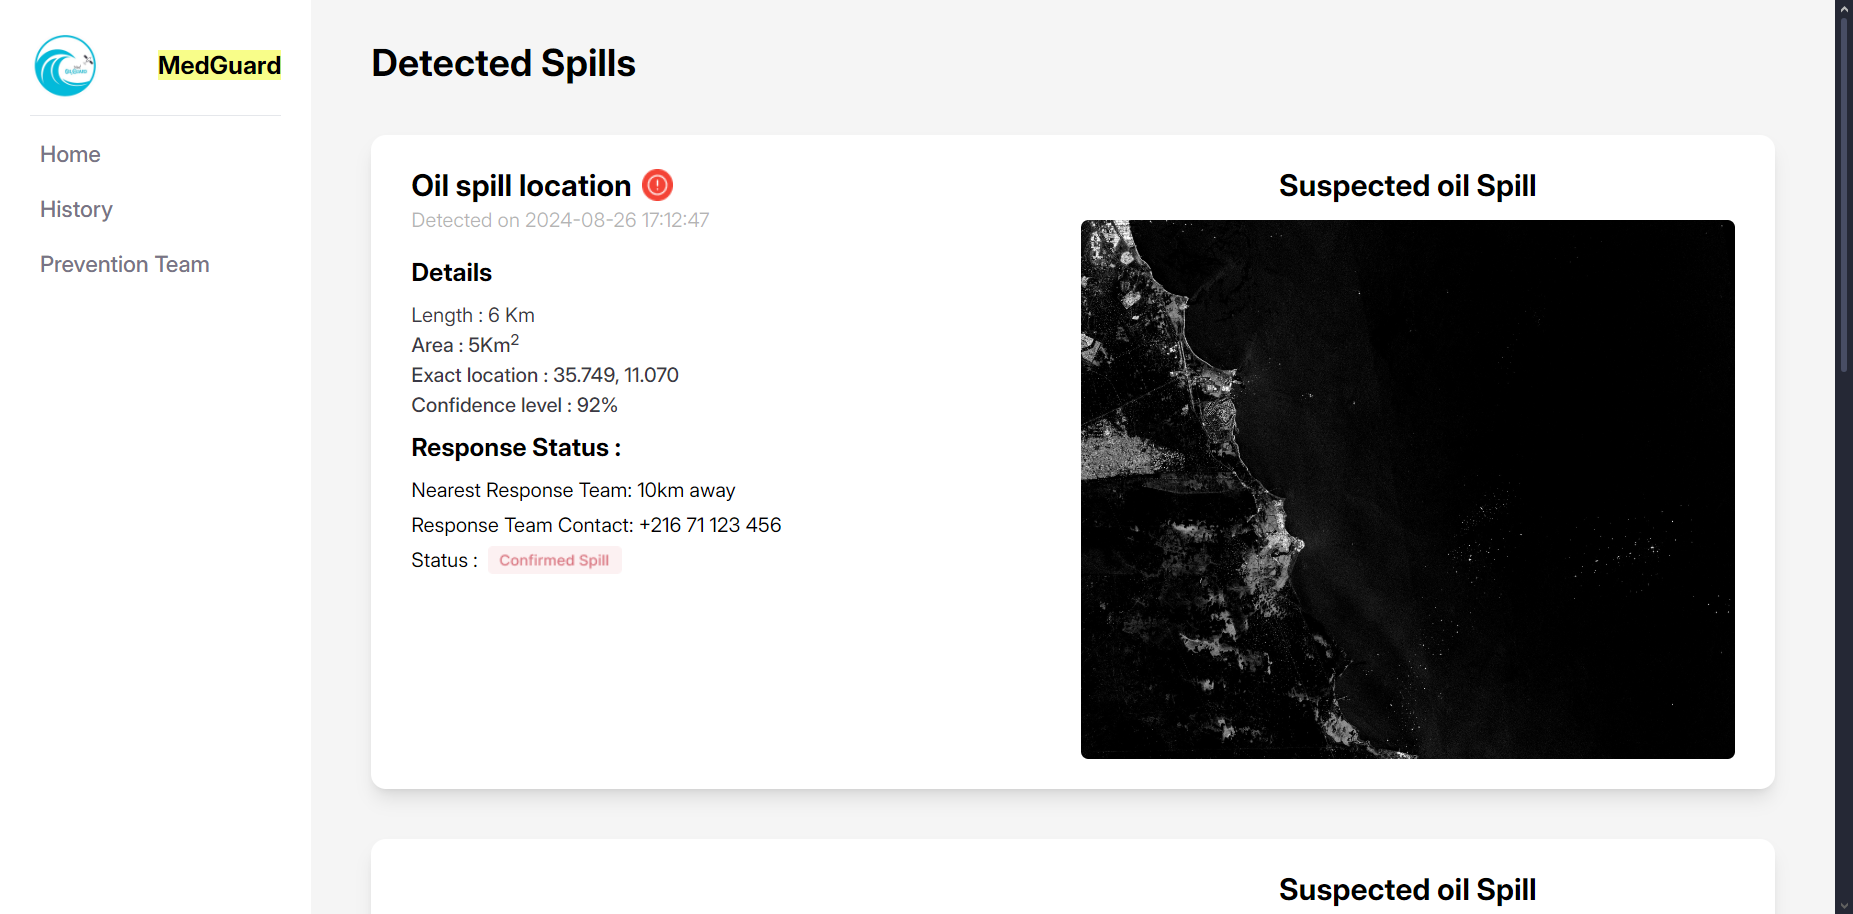 MedGuard
Home
History
Prevention Team
Detected Spills
Oil spill location
Detected on 2024-08-26 17:12:47
Details
Length : 6 Km
Area : 5Km²
Exact location : 35.749, 11.070
Confidence level : 92%
Response Status :
Nearest Response Team: 10km away
Response Team Contact: +216 71 123 456
Status : Confirmed Spill
Suspected oil Spill
Suspected oil Spill